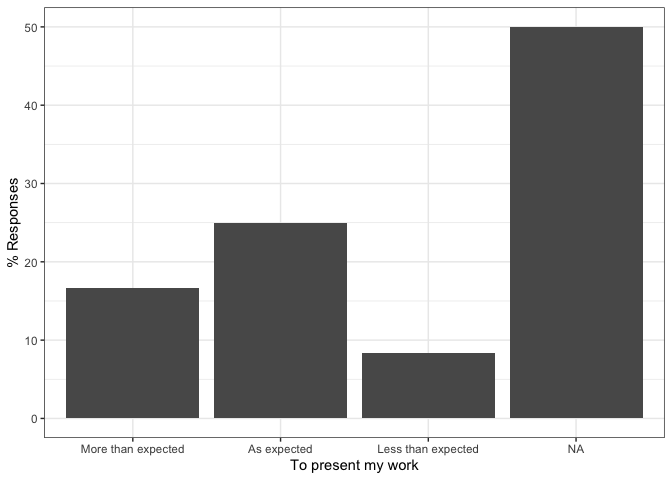 50
40
30
20
10
0
% Responses
More than expected As expected Less than expected NA
To present my work